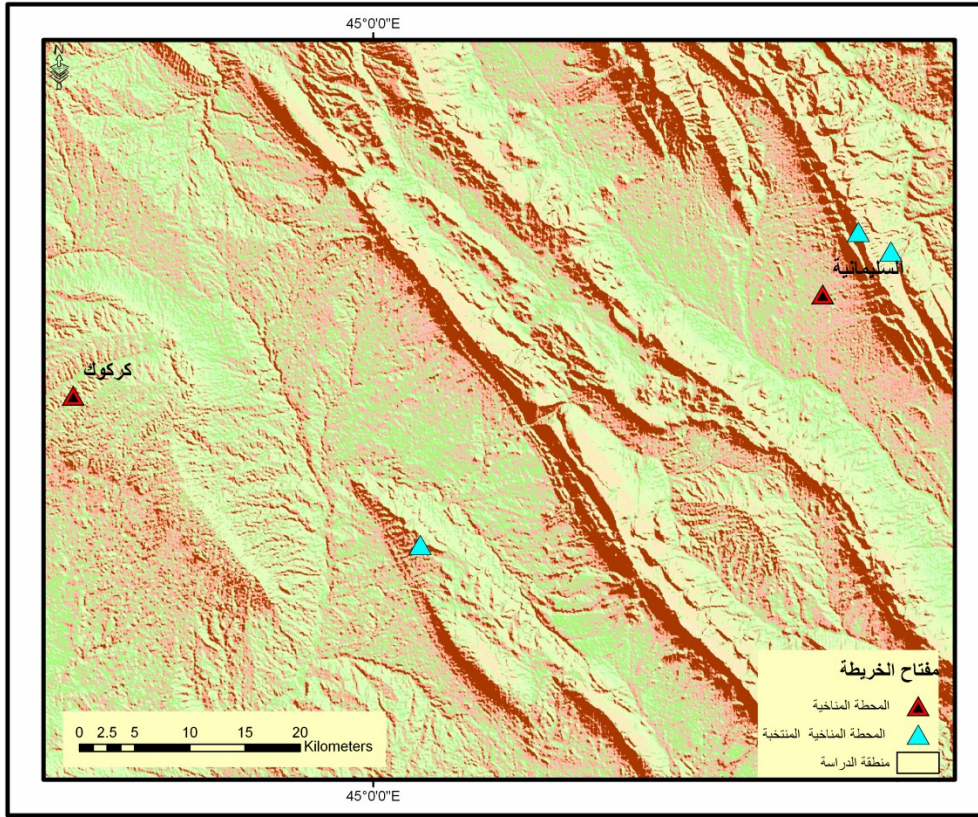 45°0'0"E
N
السليمانية
كركوك
مفتاح الخريطة
المحطة المناخية
المحطة المناخية المنتخبة
منطقة الدراسة
0 2.5 5 10 15 20
Kilometers
45°0'0"E